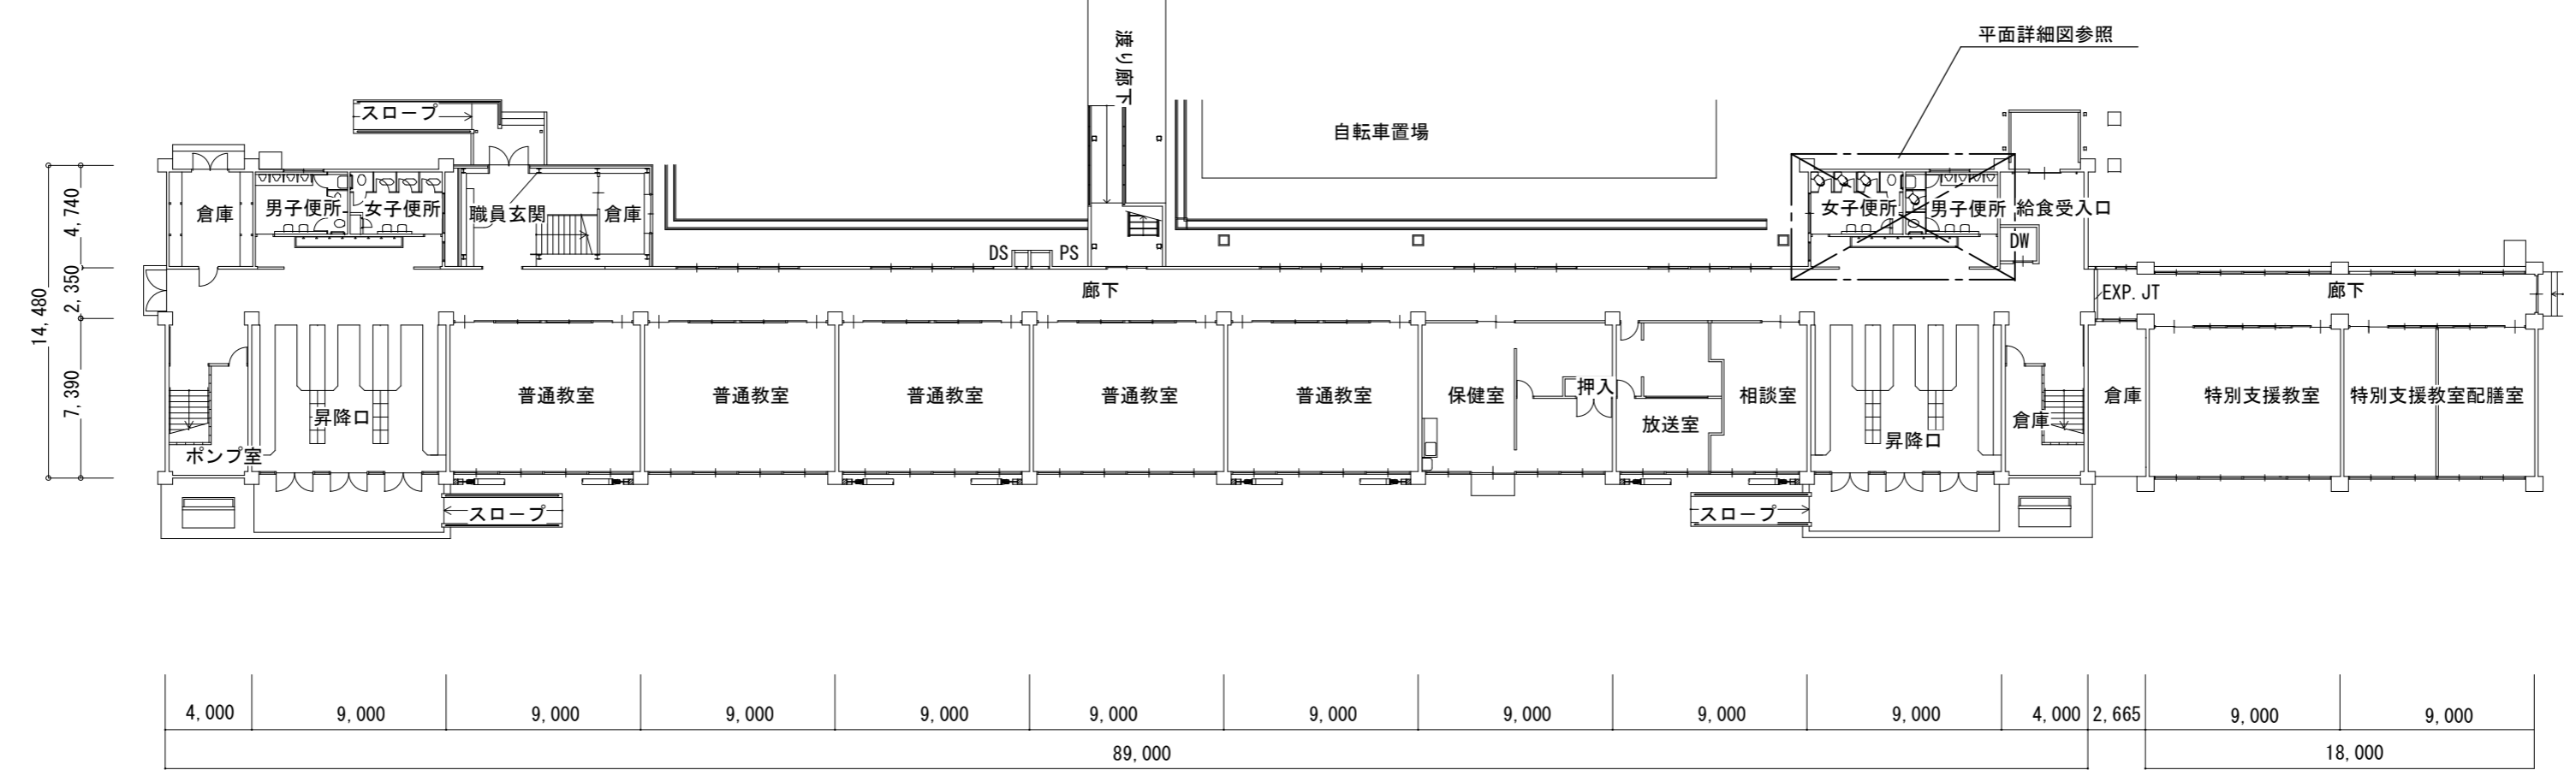 渡り廊下
平面詳細図参照
スロープ
自転車置場
倉庫
男子便所
女子便所
職員玄関
倉庫
女子便所
男子便所
給食受入口
DS
PS
DW
廊下
EXP.JT
廊下
4,740
2,350
7,390
14,480
ポンプ室
昇降口
普通教室
普通教室
普通教室
普通教室
普通教室
保健室
押入
放送室
相談室
昇降口
倉庫
倉庫
特別支援教室
特別支援教室
配膳室
スロープ
スロープ
4,000
9,000
9,000
9,000
9,000
9,000
9,000
9,000
9,000
9,000
4,000
2,665
9,000
9,000
89,000
18,000